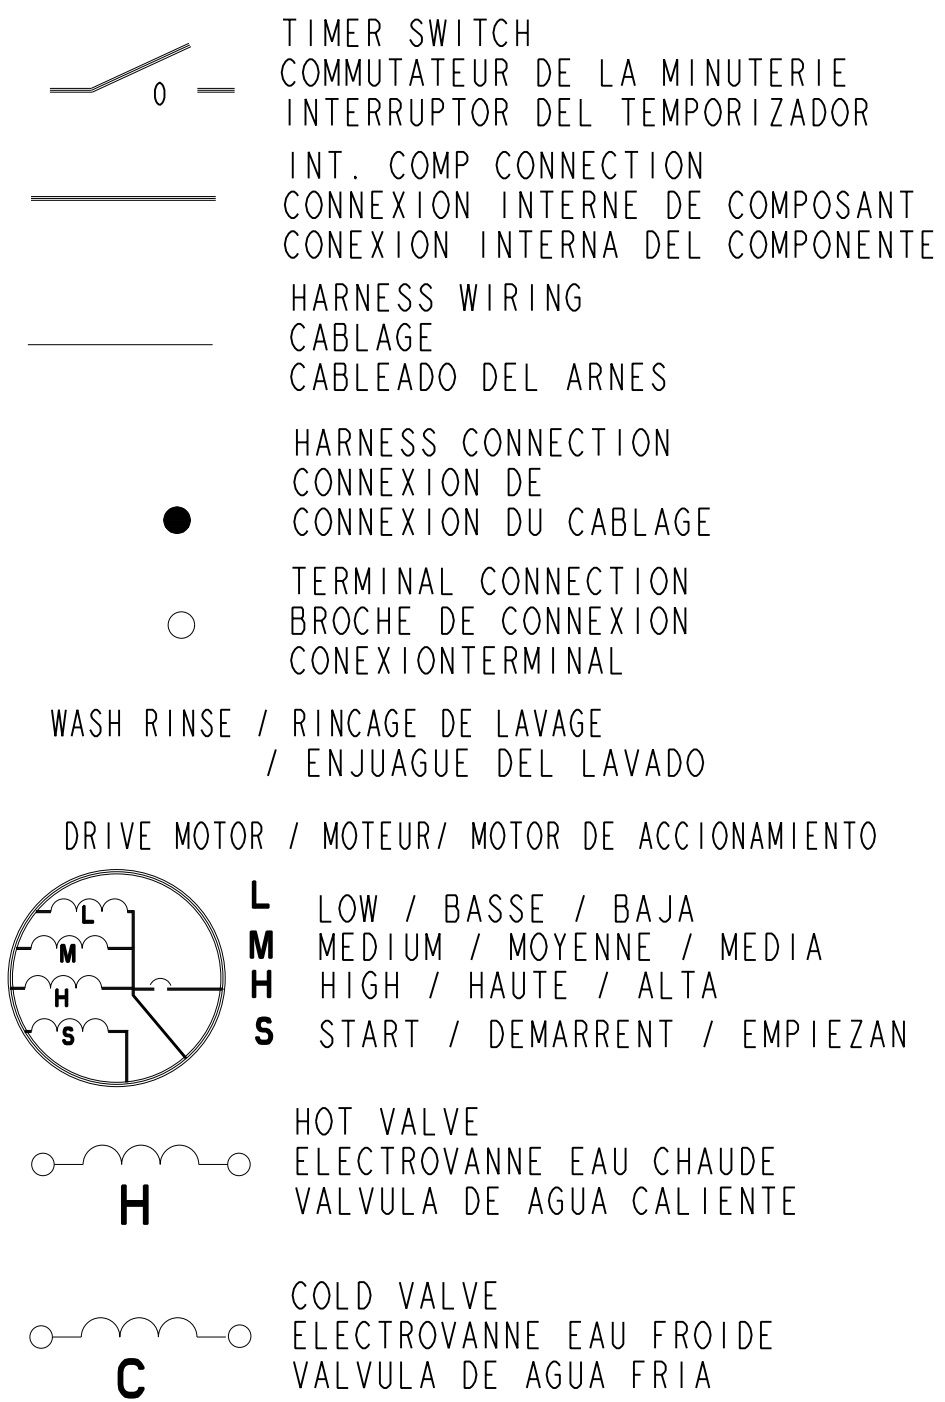 TIMER SWITCH
COMMUTATEUR DE LA MINUTERIE
0
INTERRUPTOR DEL TEMPORIZADOR
INT. COMP CONNECTION
CONNEXION INTERNE DE COMPOSANT
CONEXION INTERNA DEL COMPONENTE
HARNESS WIRING
CABLAGE
CABLEADO DEL ARNES
HARNESS CONNECTION
CONNEXION DE
CONNEXION DU CABLAGE
TERMINAL CONNECTION
BROCHE DE CONNEXION
CONEXIONTERMINAL
WASH RINSE / RINCAGE DE LAVAGE
/ ENJUAGUE DEL LAVADO
DRIVE MOTOR / MOTEUR/ MOTOR DE ACCIONAMIENTO
L
M
H
S
L LOW / BASSE / BAJA
M MEDIUM / MOYENNE / MEDIA
H HIGH / HAUTE / ALTA
S START / DEMARRENT / EMPIEZAN
HOT VALVE
ELECTROVANNE EAU CHAUDE
VALVULA DE AGUA CALIENTE
H
COLD VALVE
ELECTROVANNE EAU FROIDE
VALVULA DE AGUA FRIA
C